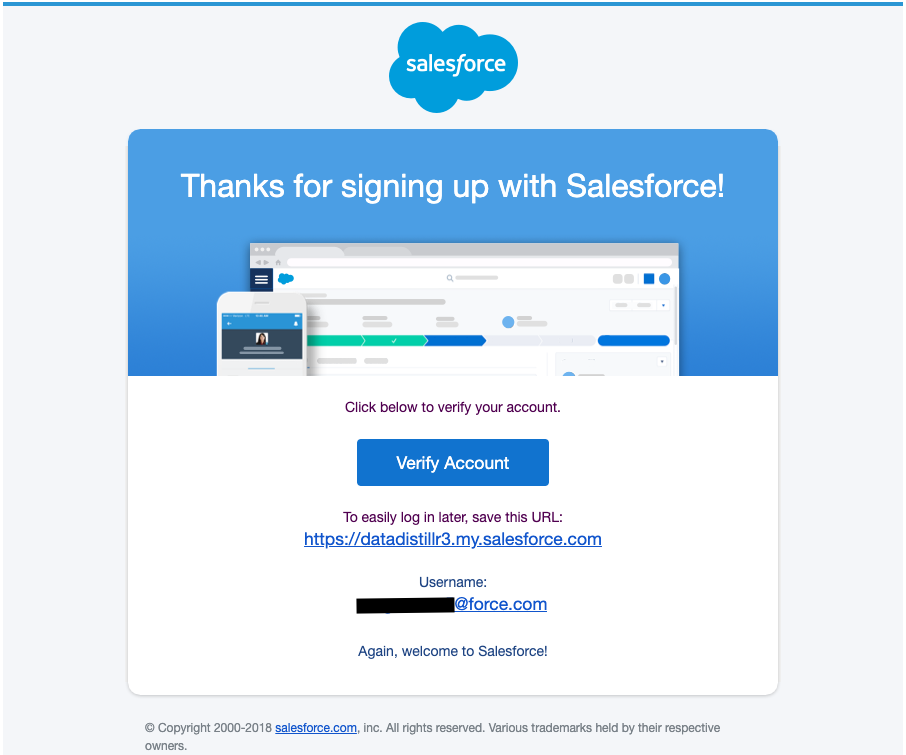 salesforce
Thanks for signing up with Salesforce!
Click below to verify your account.
Verify Account
To easily log in later, save this URL:
https://datadistillr3.my.salesforce.com
Username:
@force.com
Again, welcome to Salesforce!
© Copyright 2000-2018 salesforce.com, inc. All rights reserved. Various trademarks held by their respective
owners.